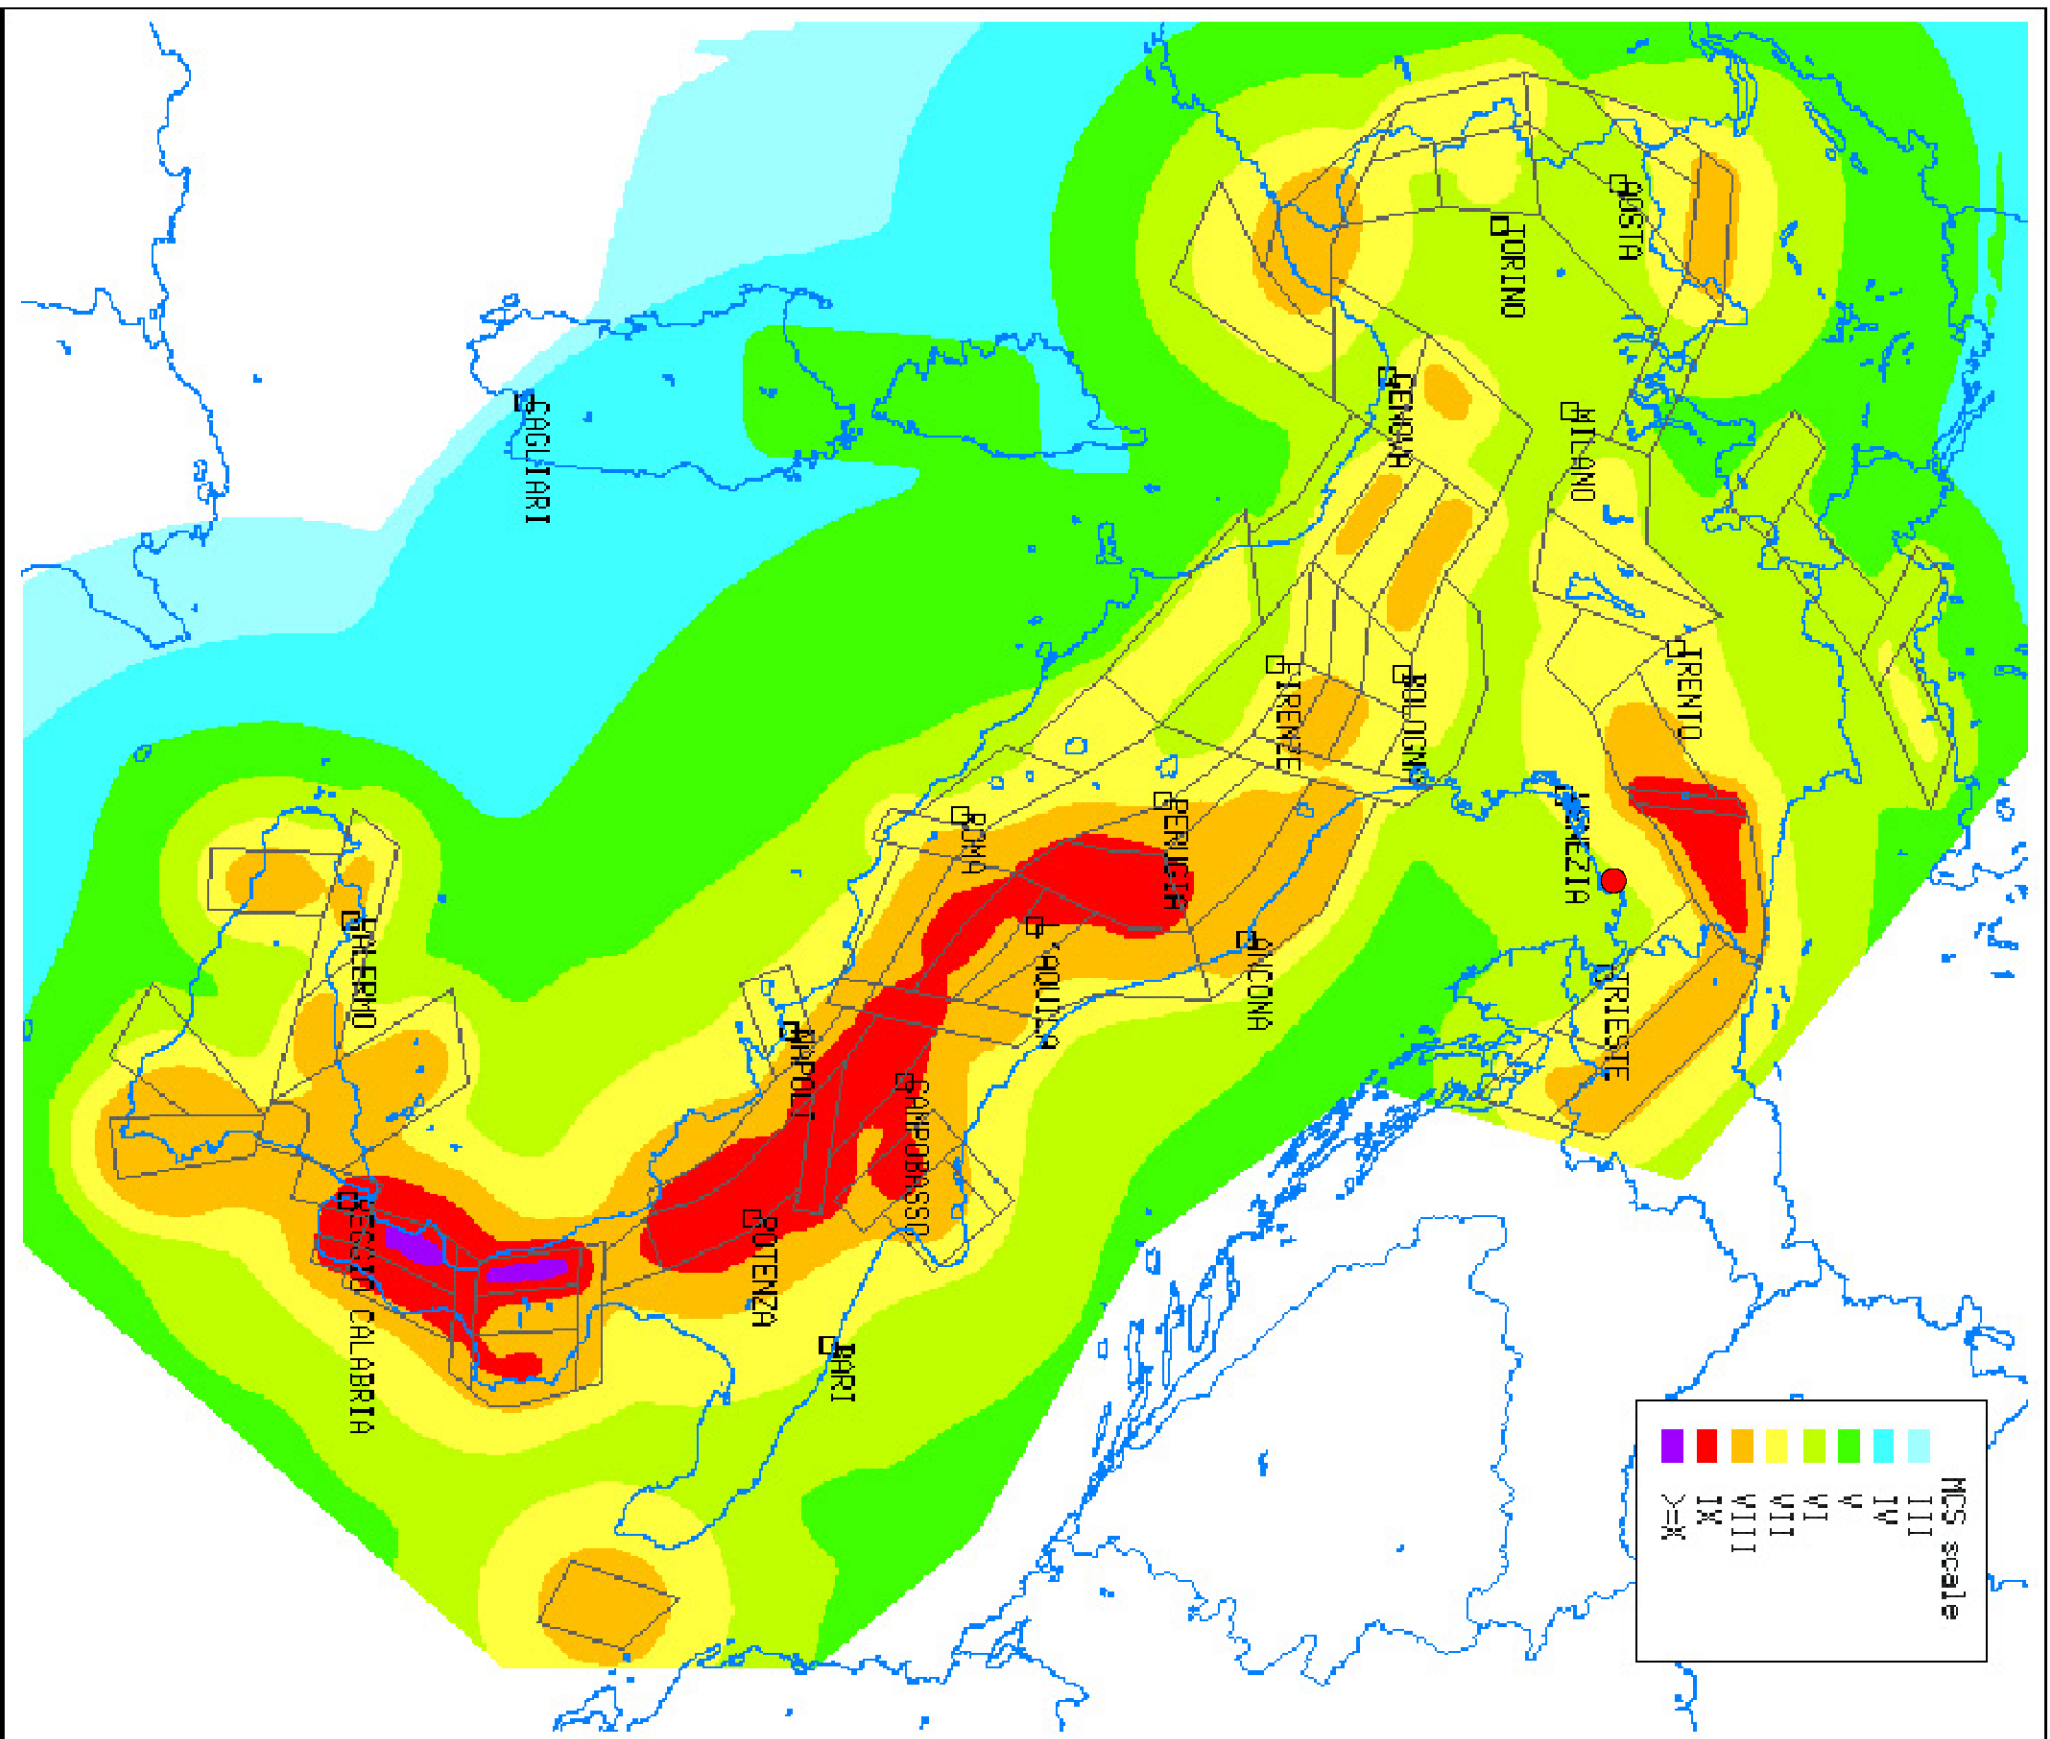 MCS scale
III
IV
V
VI
VII
VIII
IX
>=X
AOSTA
TORINO
MILANO
GENOVA
TRENTO
VENEZIA
TRIESTE
BOLOGNA
FIRENZE
ANCONA
PERUGIA
L'AQUILA
ROMA
CAMPOBASSO
NAPOLI
BARI
POTENZA
CAGLIARI
PALERMO
REGGIO CALABRIA